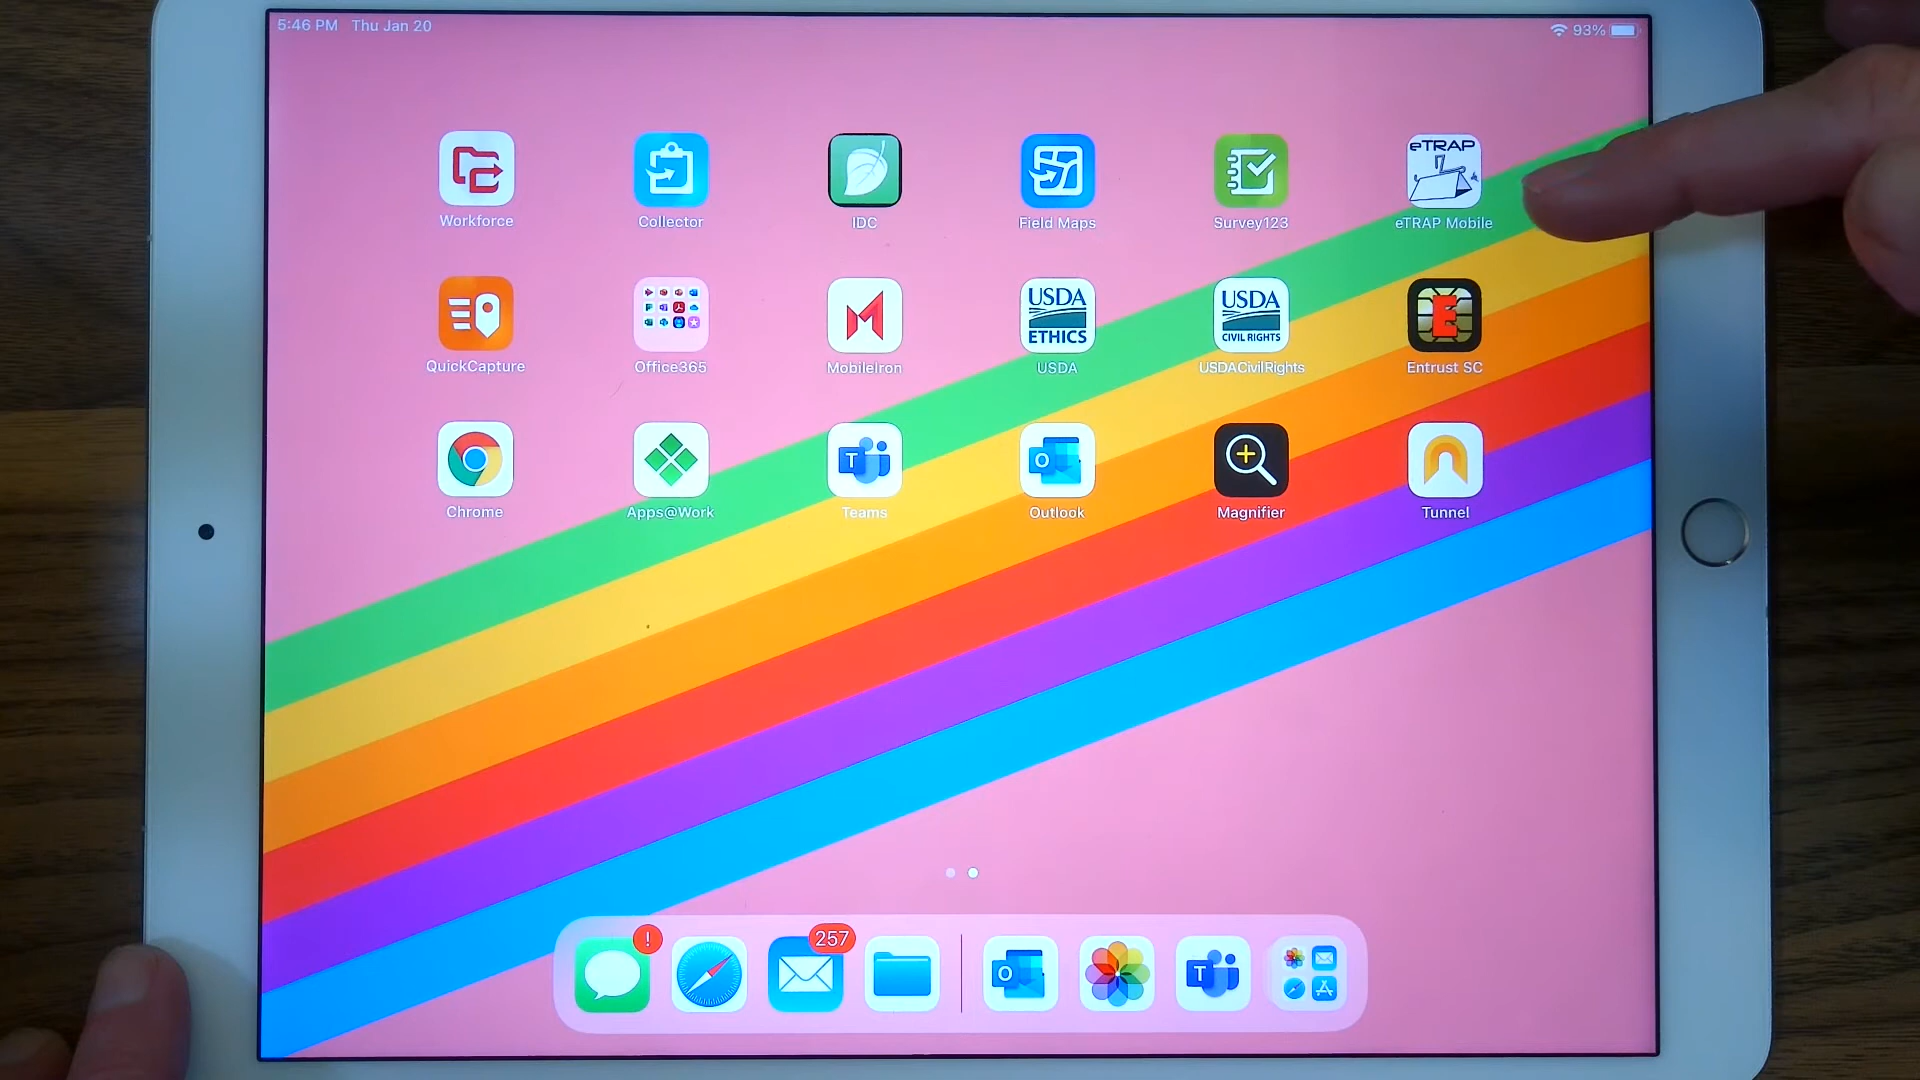 5:46 PM Thu Jan 20
93%
eTRAP
Workforce
Collector
IDC
Field Maps
Survey123
eTRAP Mobile
USDA
ETHICS
USDA
CIVIL RIGHTS
E
QuickCapture
Office365
MobileIron
USDA
USDACivilRights
Entrust SC
T
O
Chrome
Apps@Work
Teams
Outlook
Magnifier
Tunnel
!
257
O
T